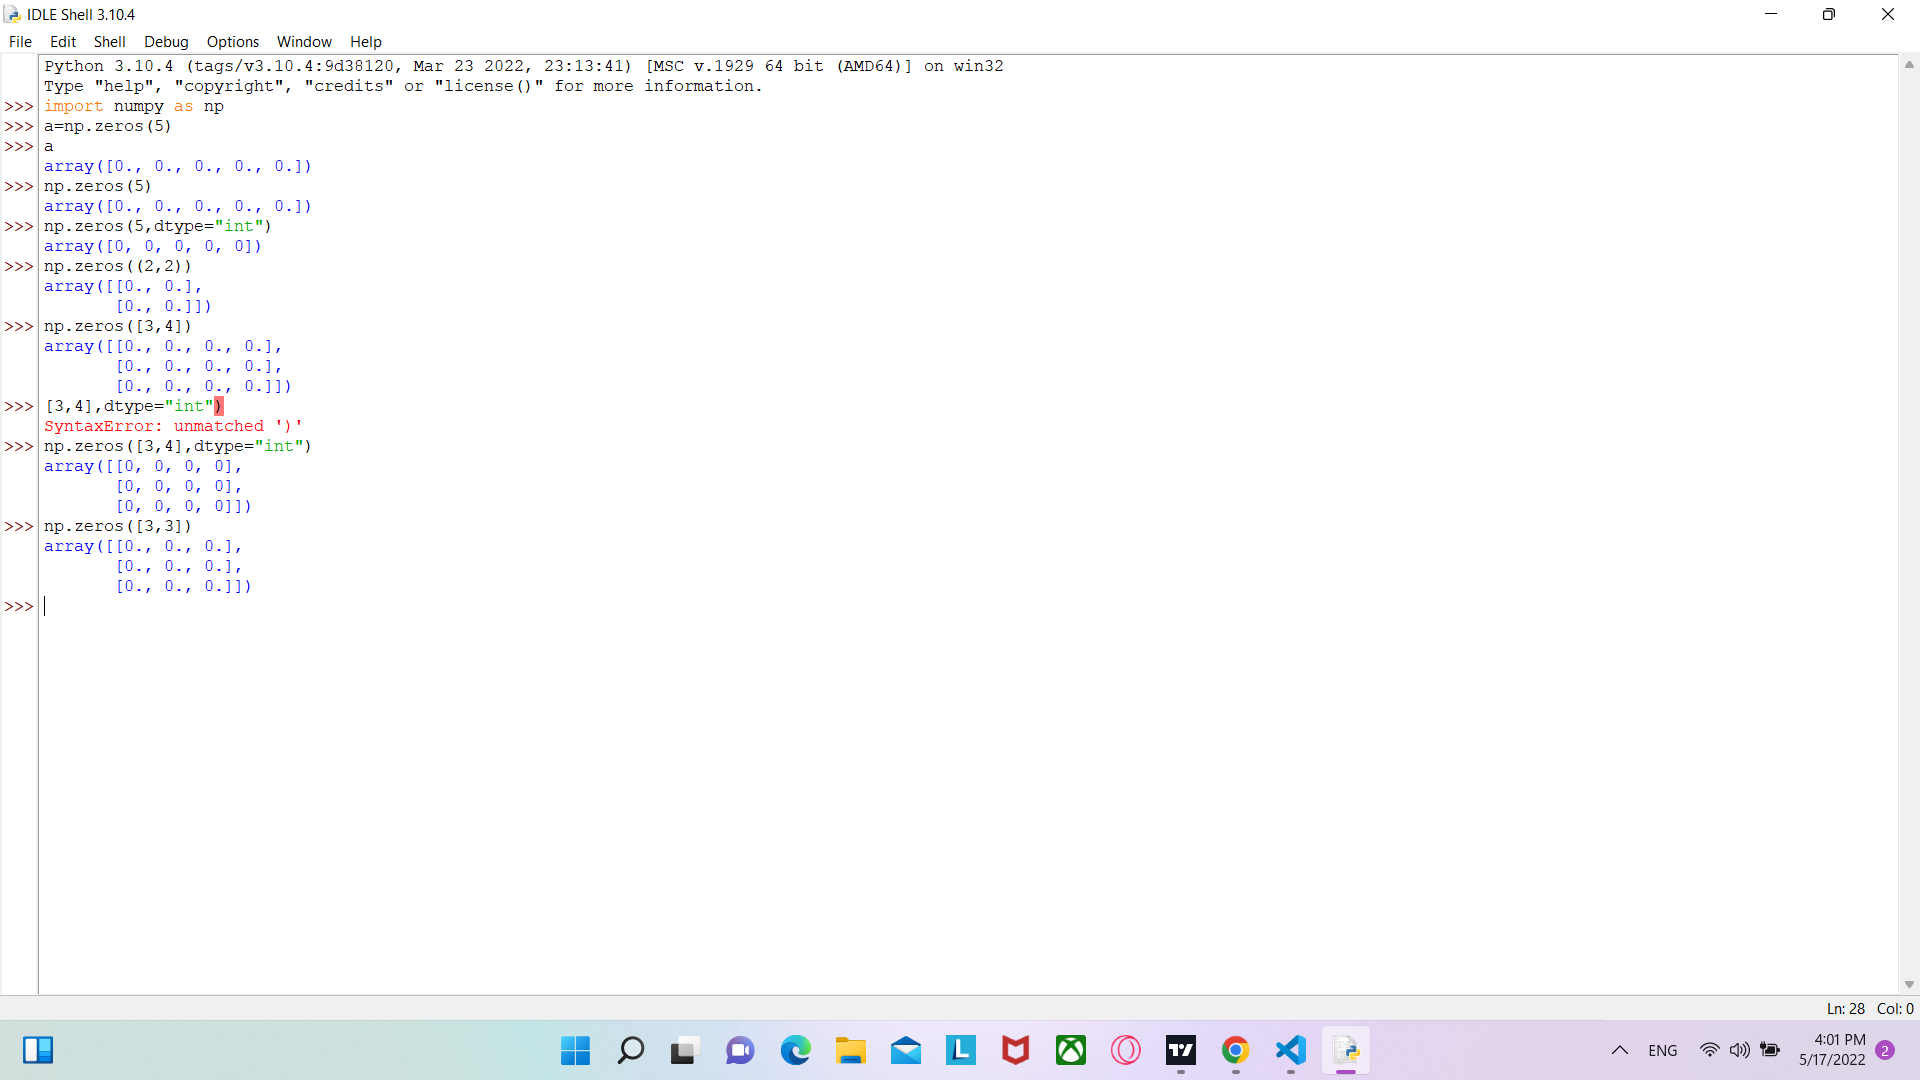 IDLE Shell 3.10.4
File Edit Shell Debug Options Window Help
Python 3.10.4 (tags/v3.10.4:9d38120, Mar 23 2022, 23:13:41) [MSC v.1929 64 bit (AMD64)] on win32
Type "help", "copyright", "credits" or "license()" for more information.
>>> import numpy as np
>>> a=np.zeros(5)
>>> a
array([0., 0., 0., 0., 0.])
>>> np.zeros(5)
array([0., 0., 0., 0., 0.])
>>> np.zeros(5,dtype="int")
array([0, 0, 0, 0, 0])
>>> np.zeros((2,2))
array([[0., 0.],
       [0., 0.]])
>>> np.zeros([3,4])
array([[0., 0., 0., 0.],
       [0., 0., 0., 0.],
       [0., 0., 0., 0.]])
>>> [3,4],dtype="int")
SyntaxError: unmatched ')'
>>> np.zeros([3,4],dtype="int")
array([[0, 0, 0, 0],
       [0, 0, 0, 0],
       [0, 0, 0, 0]])
>>> np.zeros([3,3])
array([[0., 0., 0.],
       [0., 0., 0.],
       [0., 0., 0.]])
>>>
Ln: 28 Col: 0
L
ENG
4:01 PM
5/17/2022
2